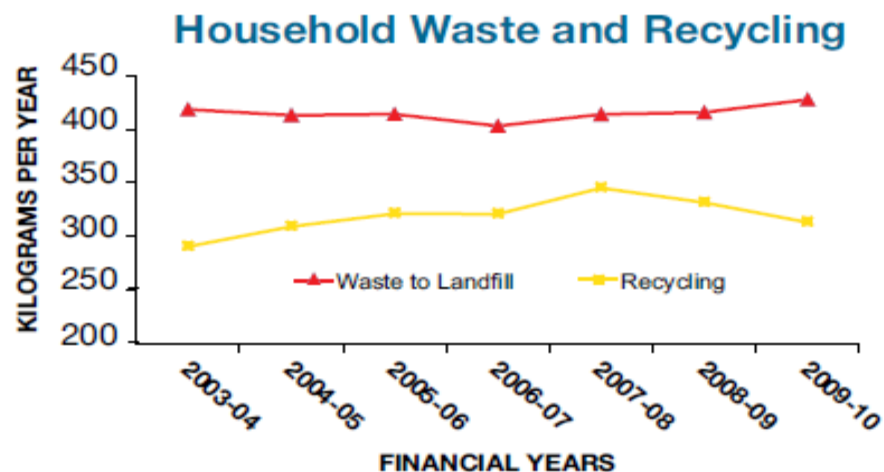 Household Waste and Recycling
KILOGRAMS PER YEAR
450
400
350
300
250
200
Waste to Landfill
Recycling
2003-04
2004-05
2005-06
2006-07
2007-08
2008-09
2009-10
FINANCIAL YEARS